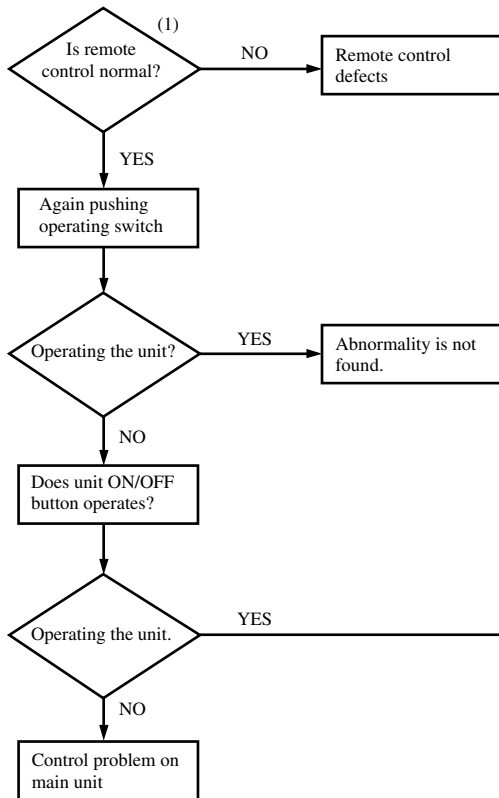 (1)
Is remote
control normal?
NO
Remote control
defects
YES
Again pushing
operating switch
Operating the unit?
YES
Abnormality is not
found.
NO
Does unit ON/OFF
button operates?
Operating the unit.
YES
NO
Control problem on
main unit